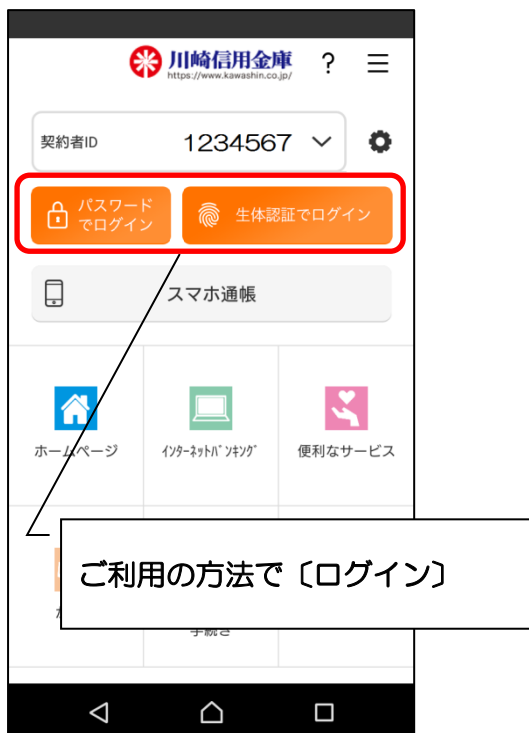 川崎信用金庫 ?
https://www.kawashin.co.jp/
契約者ID 1234567
パスワード
でログイン
生体認証でログイン
スマホ通帳
ホームページ インターネットバンキング 便利なサービス
ご利用の方法で〔ログイン〕
手続き